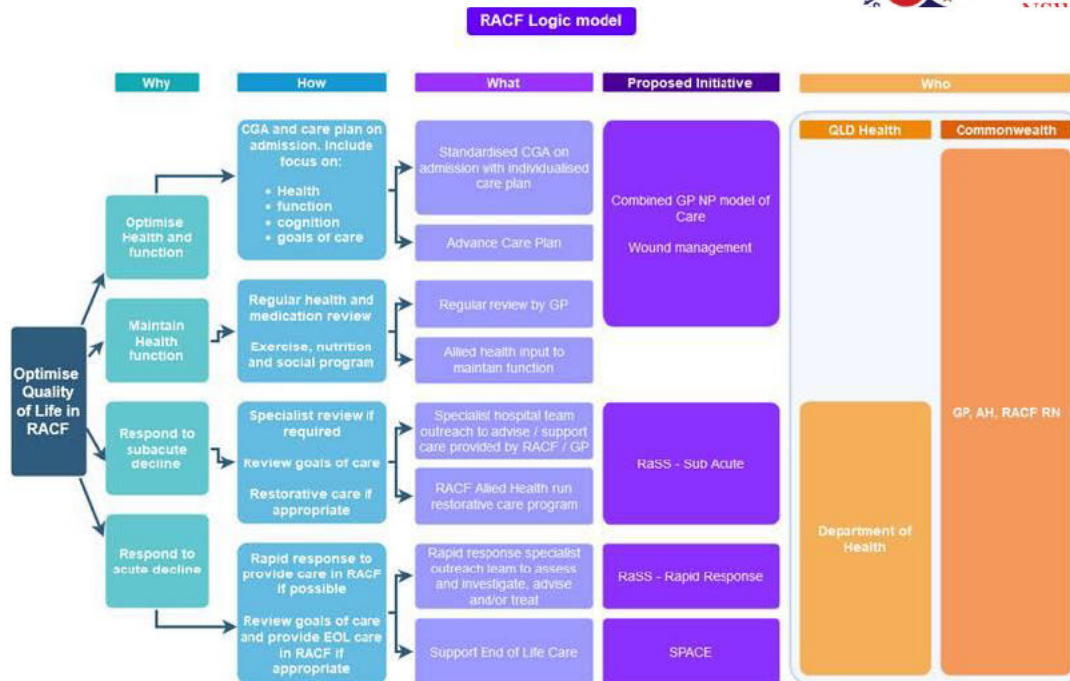 RACF Logic model
Why
How
What
Proposed Initiative
Who
QLD Health
Commonwealth
Optimise
Quality
of Life in
RACF
Optimise
Health and
function
Maintain
Health
function
Respond to
subacute
decline
Respond to
acute decline
CGA and care plan on
admission. Include
focus on:
• Health
• function
• cognition
• goals of care
Regular health and
medication review
Exercise, nutrition
and social program
Specialist review if
required
Review goals of care
Restorative care if
appropriate
Rapid response to
provide care in RACF
if possible
Review goals of care
and provide EOL care
in RACF if
appropriate
Standardised CGA on
admission with individualised
care plan
Advance Care Plan
Regular review by GP
Allied health input to
maintain function
Specialist hospital team
outreach to advise / support
care provided by RACF / GP
RACF Allied Health run
restorative care program
Rapid response specialist
outreach team to assess
and investigate, advise
and/or treat
Support End of Life Care
Combined GP NP model of
Care
Wound management
RaSS - Sub Acute
RaSS - Rapid Response
SPACE
Department of
Health
GP, AH, RACF RN